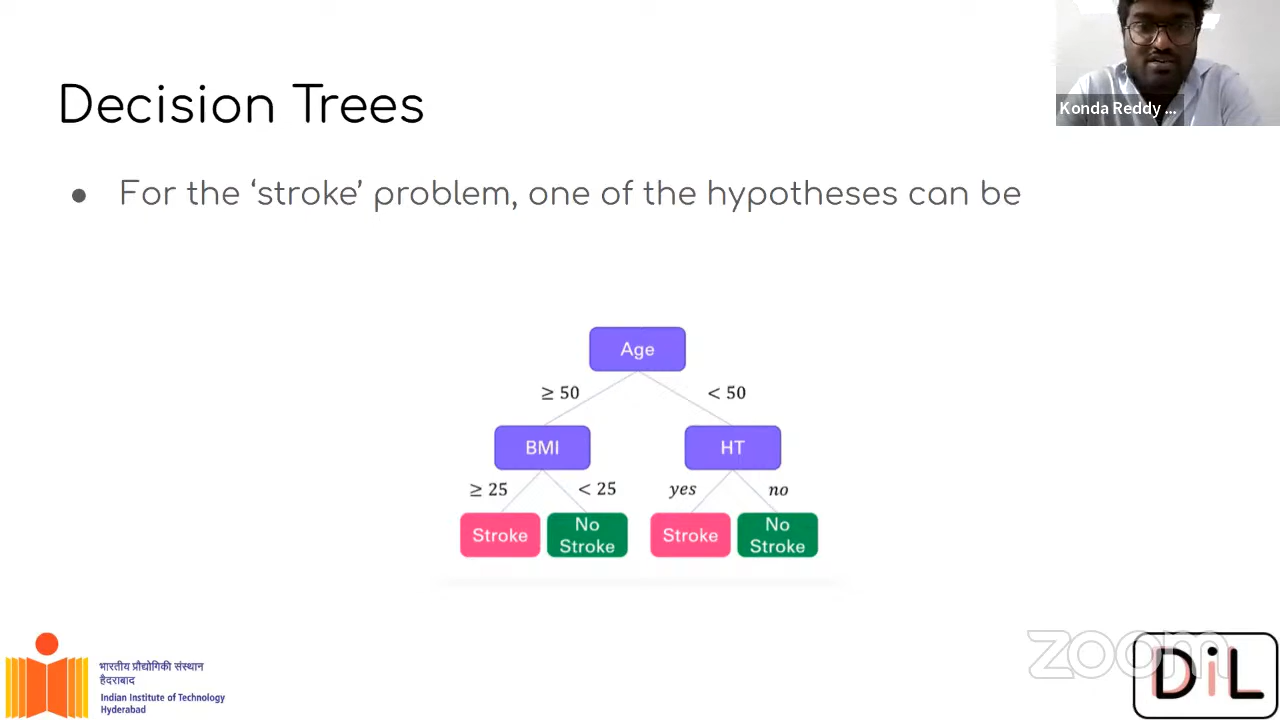 Konda Reddy ...
Decision Trees
● For the ‘stroke’ problem, one of the hypotheses can be
Age
≥ 50 < 50
BMI HT
≥ 25 < 25 yes no
Stroke No Stroke Stroke No Stroke
भारतीय प्रौद्योगिकी संस्थान
हैदराबाद
Indian Institute of Technology
Hyderabad
zoom
DiL